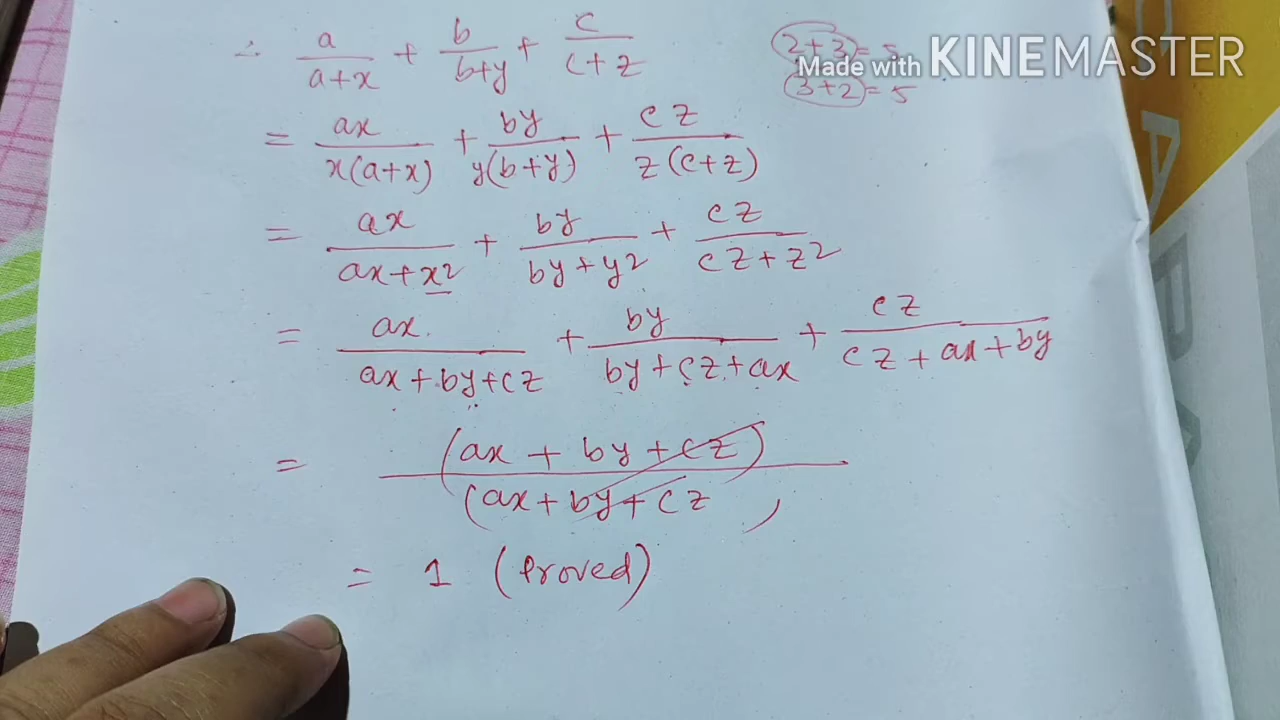 ∴ a/(a+x) + b/(b+y) + c/(c+z)
2+3 = 5
3+2 = 5
Made with KINEMASTER
= ax/x(a+x) + by/y(b+y) + cz/z(c+z)
= ax/(ax+x2) + by/(by+y2) + cz/(cz+z2)
= ax/(ax+by+cz) + by/(by+cz+ax) + cz/(cz+ax+by)
= (ax + by + cz)/(ax+by+cz)
= 1 (Proved)